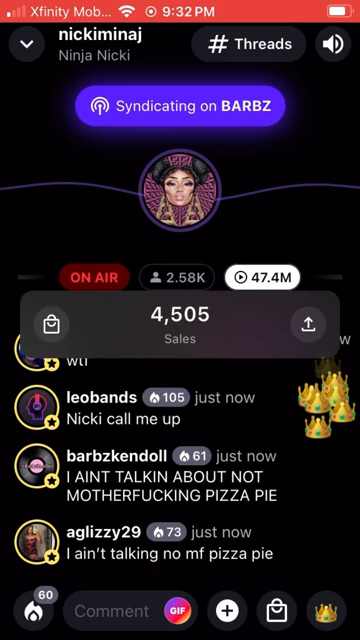 Xfinity Mob... 9:32 PM
nickiminaj
Ninja Nicki
# Threads
Syndicating on BARBZ
ON AIR 2.58K 47.4M
4,505
Sales
w
wtf
leobands 105 just now
Nicki call me up
barbzkendoll 61 just now
I AINT TALKIN ABOUT NOT
MOTHERFUCKING PIZZA PIE
aglizzy29 73 just now
I ain’t talking no mf pizza pie
60
Comment GIF